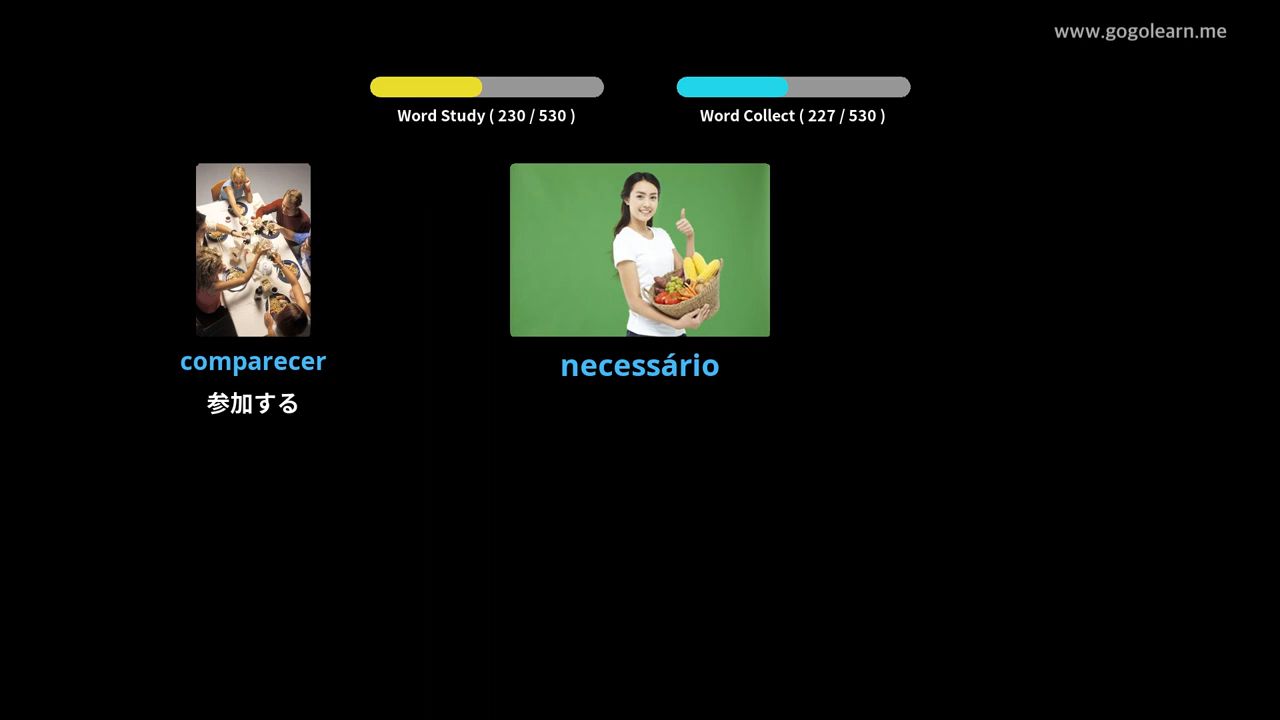 www.gogolearn.me
Word Study ( 230 / 530 )
Word Collect ( 227 / 530 )
comparecer
参加する
necessário